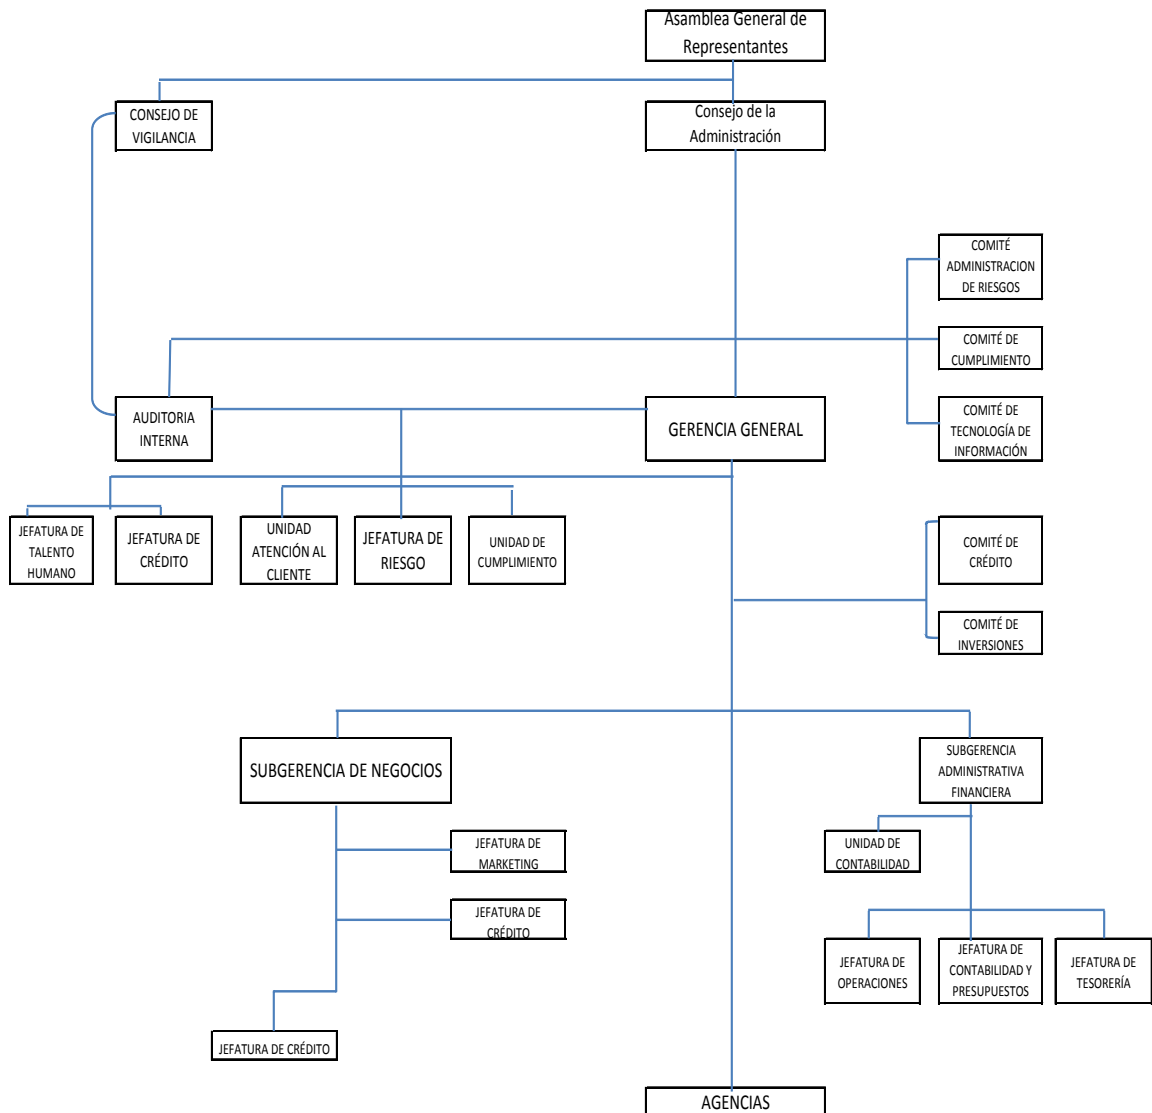 Asamblea General de
Representantes
CONSEJO DE
VIGILANCIA
Consejo de la
Administración
COMITÉ
ADMINISTRACION
DE RIESGOS
COMITÉ DE
CUMPLIMIENTO
AUDITORIA
INTERNA
GERENCIA GENERAL
COMITÉ DE
TECNOLOGÍA DE
INFORMACIÓN
JEFATURA DE
TALENTO
HUMANO
JEFATURA DE
CRÉDITO
UNIDAD
ATENCIÓN AL
CLIENTE
JEFATURA DE
RIESGO
UNIDAD DE
CUMPLIMIENTO
COMITÉ DE
CRÉDITO
COMITÉ DE
INVERSIONES
SUBGERENCIA DE NEGOCIOS
SUBGERENCIA
ADMINISTRATIVA
FINANCIERA
JEFATURA DE
MARKETING
UNIDAD DE
CONTABILIDAD
JEFATURA DE
CRÉDITO
JEFATURA DE
OPERACIONES
JEFATURA DE
CONTABILIDAD Y
PRESUPUESTOS
JEFATURA DE
TESORERÍA
JEFATURA DE CRÉDITO
AGENCIAS